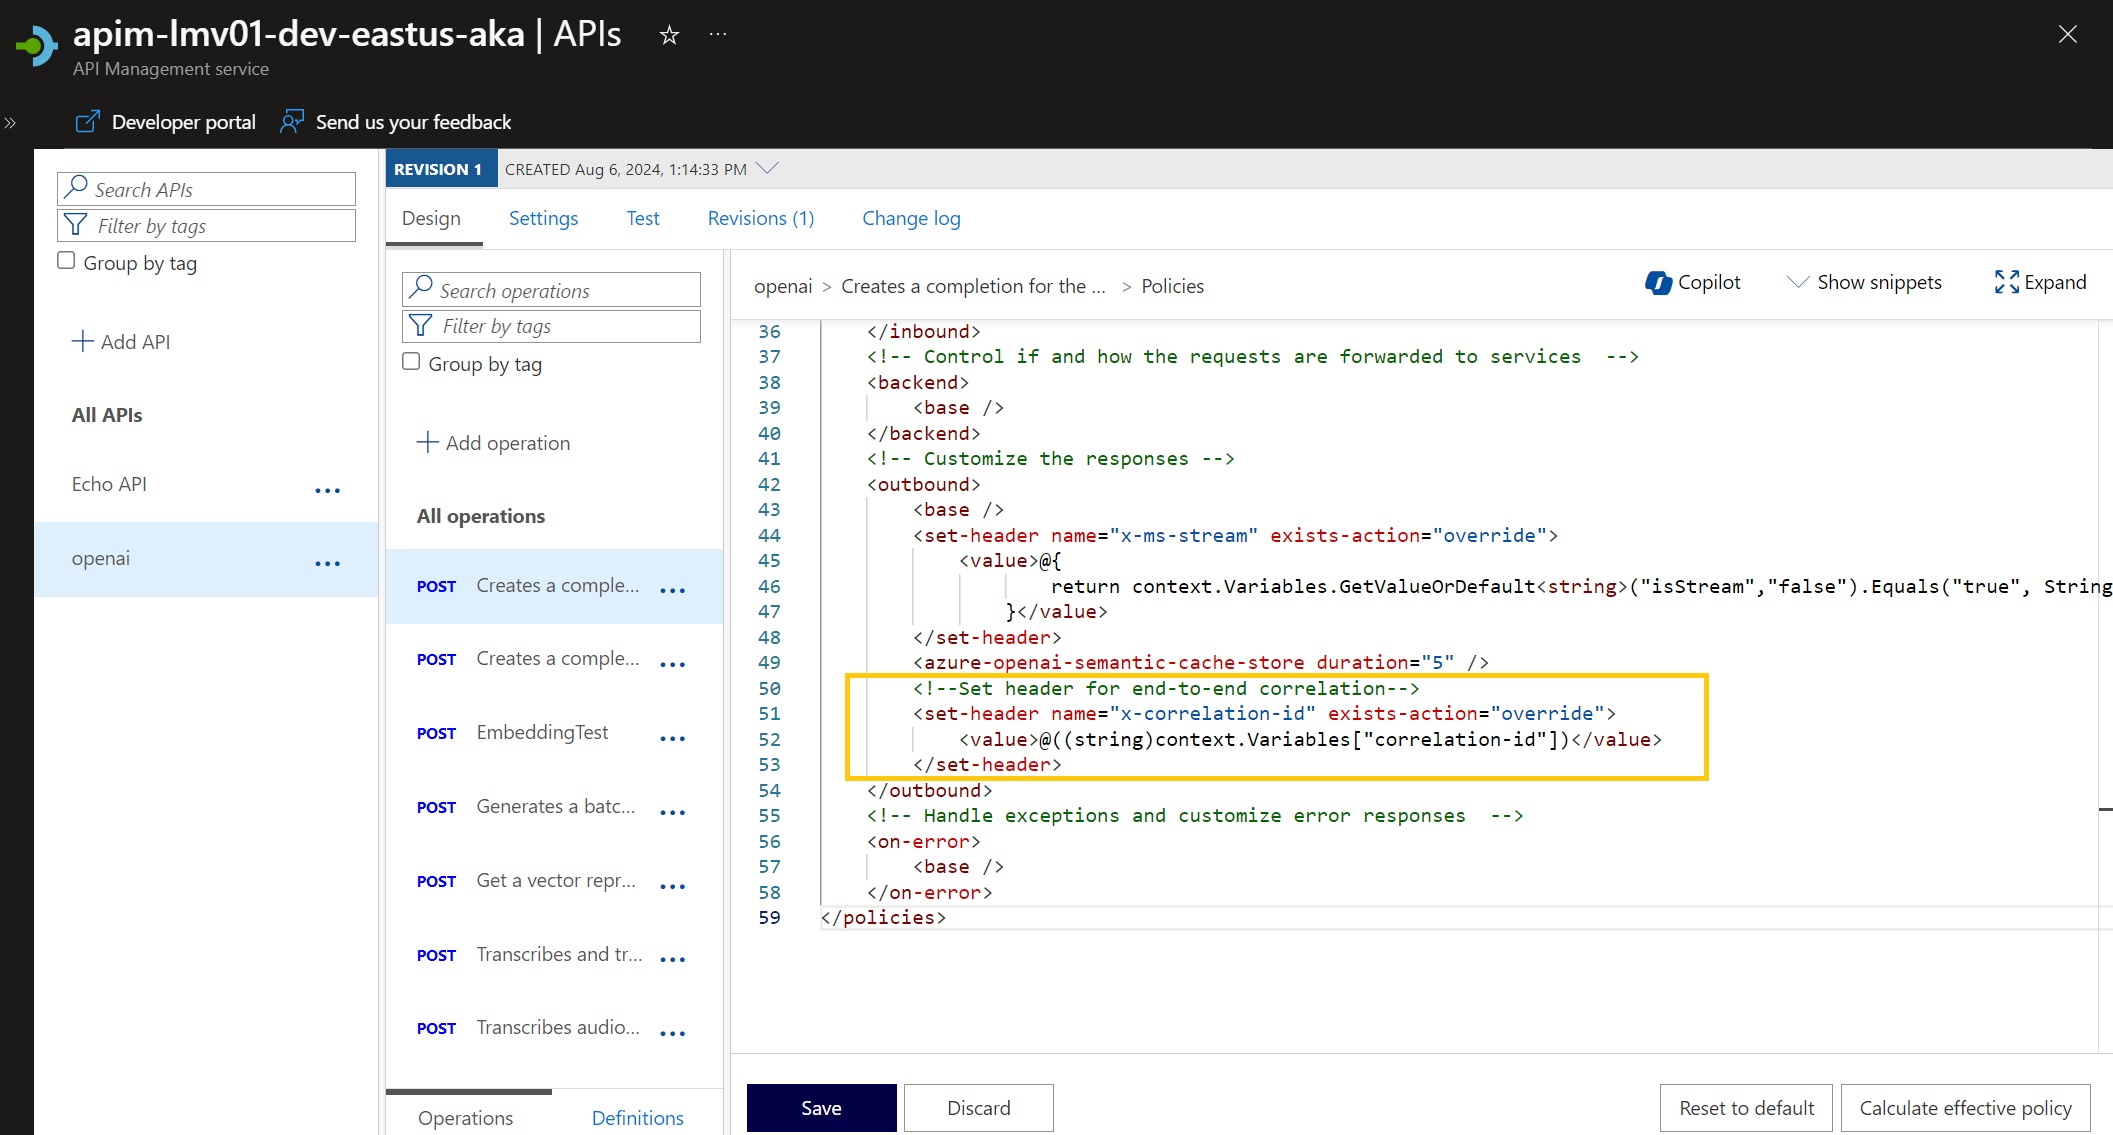 apim-lmv01-dev-eastus-aka | APIs
API Management service
Developer portal
Send us your feedback
Search APIs
Filter by tags
Group by tag
Add API
All APIs
Echo API
openai
REVISION 1 CREATED Aug 6, 2024, 1:14:33 PM
Design Settings Test Revisions (1) Change log
Search operations
Filter by tags
Group by tag
Add operation
All operations
POST Creates a comple...
POST Creates a comple...
POST EmbeddingTest
POST Generates a batc...
POST Get a vector repr...
POST Transcribes and tr...
POST Transcribes audio...
Operations Definitions
openai > Creates a completion for the ... > Policies
Copilot Show snippets Expand
36 </inbound>
37 <!-- Control if and how the requests are forwarded to services  -->
38 <backend>
39 <base />
40 </backend>
41 <!-- Customize the responses -->
42 <outbound>
43 <base />
44 <set-header name="x-ms-stream" exists-action="override">
45 <value>@{
46 return context.Variables.GetValueOrDefault<string>("isStream","false").Equals("true", String
47 }</value>
48 </set-header>
49 <azure-openai-semantic-cache-store duration="5" />
50 <!--Set header for end-to-end correlation-->
51 <set-header name="x-correlation-id" exists-action="override">
52 <value>@((string)context.Variables["correlation-id"])</value>
53 </set-header>
54 </outbound>
55 <!-- Handle exceptions and customize error responses  -->
56 <on-error>
57 <base />
58 </on-error>
59 </policies>
Save Discard Reset to default Calculate effective policy